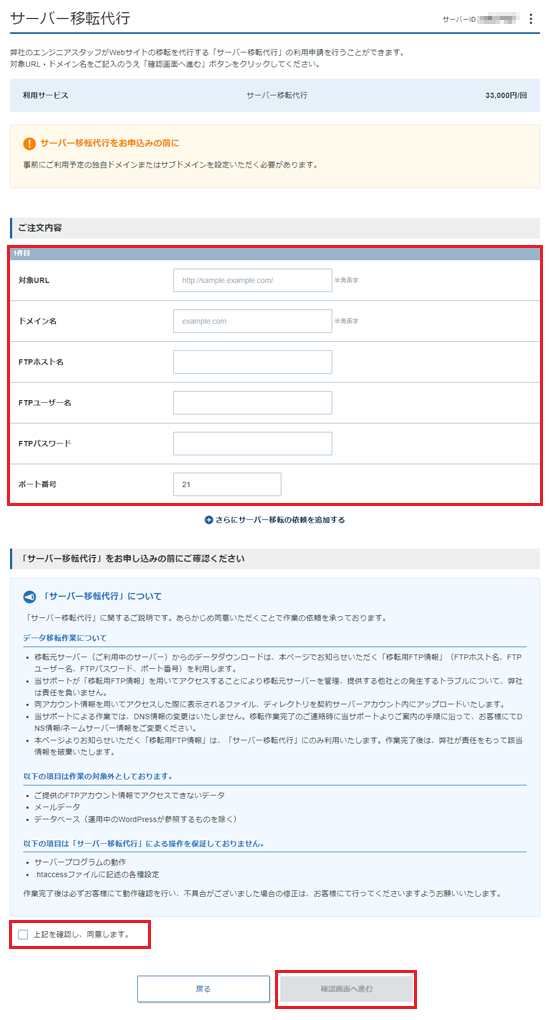 サーバー移転代行
サーバーID
弊社のエンジニアスタッフがWebサイトの移転を代行する「サーバー移転代行」の利用申請を行うことができます。
対象URL・ドメイン名をご記入のうえ「確認画面へ進む」ボタンをクリックしてください。
利用サービス サーバー移転代行 33,000円/回
サーバー移転代行をお申込みの前に
事前にご利用予定の独自ドメインまたはサブドメインを設定いただく必要があります。
ご注文内容
1件目
対象URL http://sample.example.com/ 半角英字
ドメイン名 example.com 半角英字
FTPホスト名
FTPユーザー名
FTPパスワード
ポート番号 21
さらにサーバー移転の依頼を追加する
「サーバー移転代行」をお申し込みの前にご確認ください
「サーバー移転代行」について
「サーバー移転代行」に関するご説明です。あらかじめ同意いただくことで作業の依頼を承っております。
データ移転作業について
・移転元サーバー（ご利用中のサーバー）からのデータダウンロードは、本ページでお知らせいただく「移転用FTP情報」（FTPホスト名、FTP
ユーザー名、FTPパスワード、ポート番号）を利用します。
・当サポートが「移転用FTP情報」を用いてアクセスすることにより移転元サーバーを管理、提供する他社との発生するトラブルについて、弊社
は責任を負いません。
・同アカウント情報を用いてアクセスした際に表示されるファイル、ディレクトリを契約サーバーアカウント内にアップロードいたします。
・当サポートによる作業では、DNS情報の変更はいたしません。移転作業完了のご連絡時に当サポートよりご案内の手順に沿って、お客様にてD
NS情報/ネームサーバー情報をご変更ください。
・本ページよりお知らせいただく「移転用FTP情報」は、「サーバー移転代行」にのみ利用いたします。作業完了後は、弊社が責任をもって該当
情報を破棄いたします。
以下の項目は作業の対象外としております。
・ご提供のFTPアカウント情報でアクセスできないデータ
・メールデータ
・データベース（運用中のWordPressが参照するものを除く）
以下の項目は「サーバー移転代行」による操作を保証しておりません。
・サーバープログラムの動作
・.htaccessファイルに記述の各種設定
作業完了後は必ずお客様にて動作確認を行い、不具合がございました場合の修正は、お客様にて行ってくださいますようお願いいたします。
上記を確認し、同意します。
戻る 確認画面へ進む